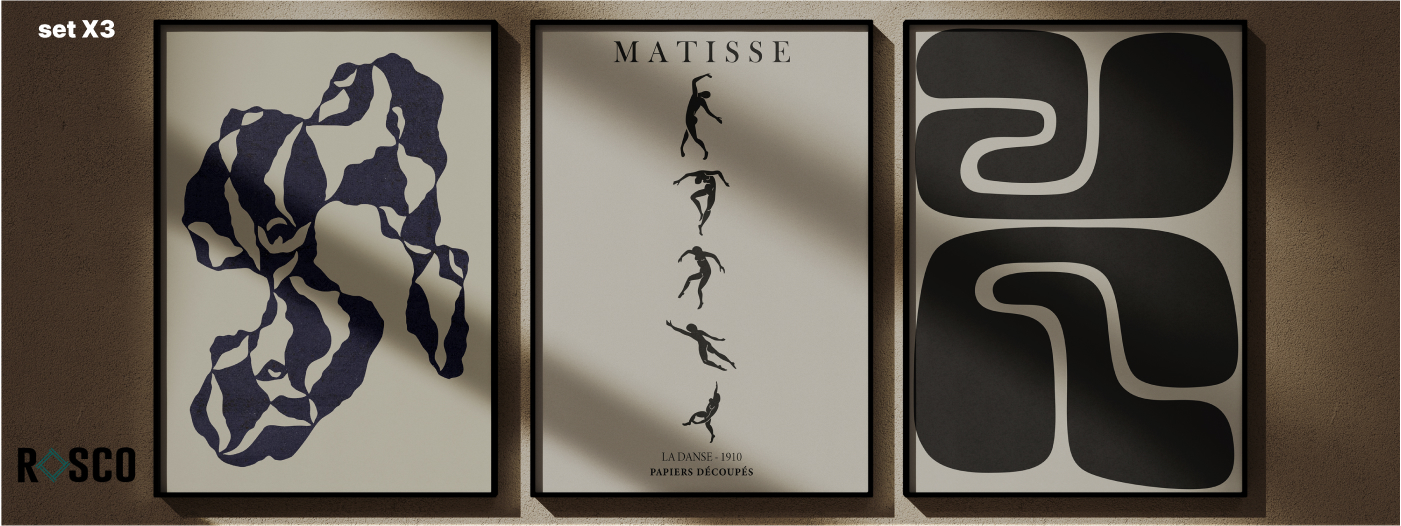 set X3
MATISSE
LA DANSE - 1910
PAPIERS DÉCOUPÉS
ROSCO